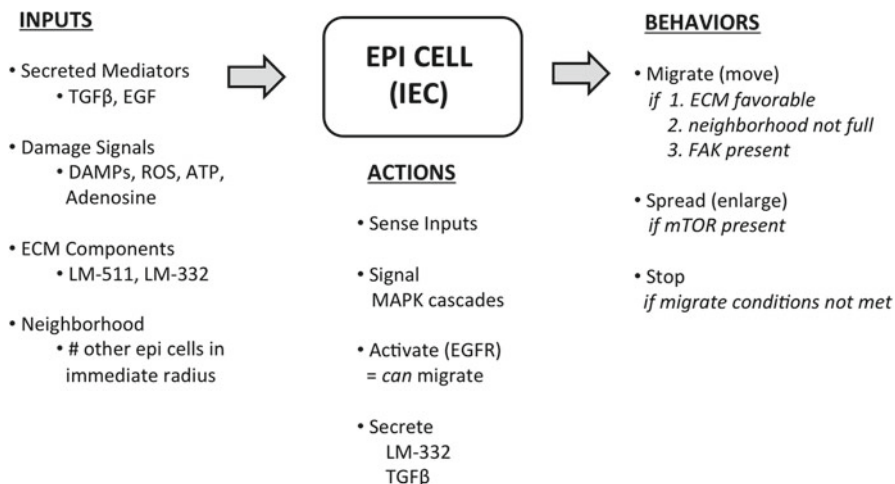 INPUTS
• Secreted Mediators
• TGFβ, EGF
• Damage Signals
• DAMPs, ROS, ATP,
Adenosine
• ECM Components
• LM-511, LM-332
• Neighborhood
• # other epi cells in
immediate radius
EPI CELL
(IEC)
ACTIONS
• Sense Inputs
• Signal
MAPK cascades
• Activate (EGFR)
= can migrate
• Secrete
LM-332
TGFβ
BEHAVIORS
• Migrate (move)
if 1. ECM favorable
2. neighborhood not full
3. FAK present
• Spread (enlarge)
if mTOR present
• Stop
if migrate conditions not met